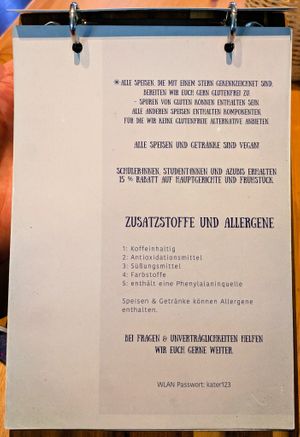 *ALLE SPEISEN, DIE MIT EINEM STERN GEKENNZEICHNET SIND,
BEREITEN WIR EUCH GERN GLUTENFREI ZU
- SPUREN VON GLUTEN KÖNNEN ENTHALTEN SEIN.
ALLE ANDEREN SPEISEN ENTHALTEN KOMPONENTEN,
FÜR DIE WIR KEINE GLUTENFREIE ALTERNATIVE ANBIETEN.
ALLE SPEISEN UND GETRÄNKE SIND VEGAN!
SCHÜLER*INNEN, STUDENT*INNEN UND AZUBIS ERHALTEN
15 % RABATT AUF HAUPTGERICHTE UND FRÜHSTÜCK.
ZUSATZSTOFFE UND ALLERGENE
1: Koffeinhaltig
2: Antioxidationsmittel
3: Süßungsmittel
4: Farbstoffe
5: enthält eine Phenylalaninquelle
Speisen & Getränke können Allergene
enthalten.
BEI FRAGEN & UNVERTRÄGLICHKEITEN HELFEN
WIR EUCH GERNE WEITER.
WLAN Passwort: kater123